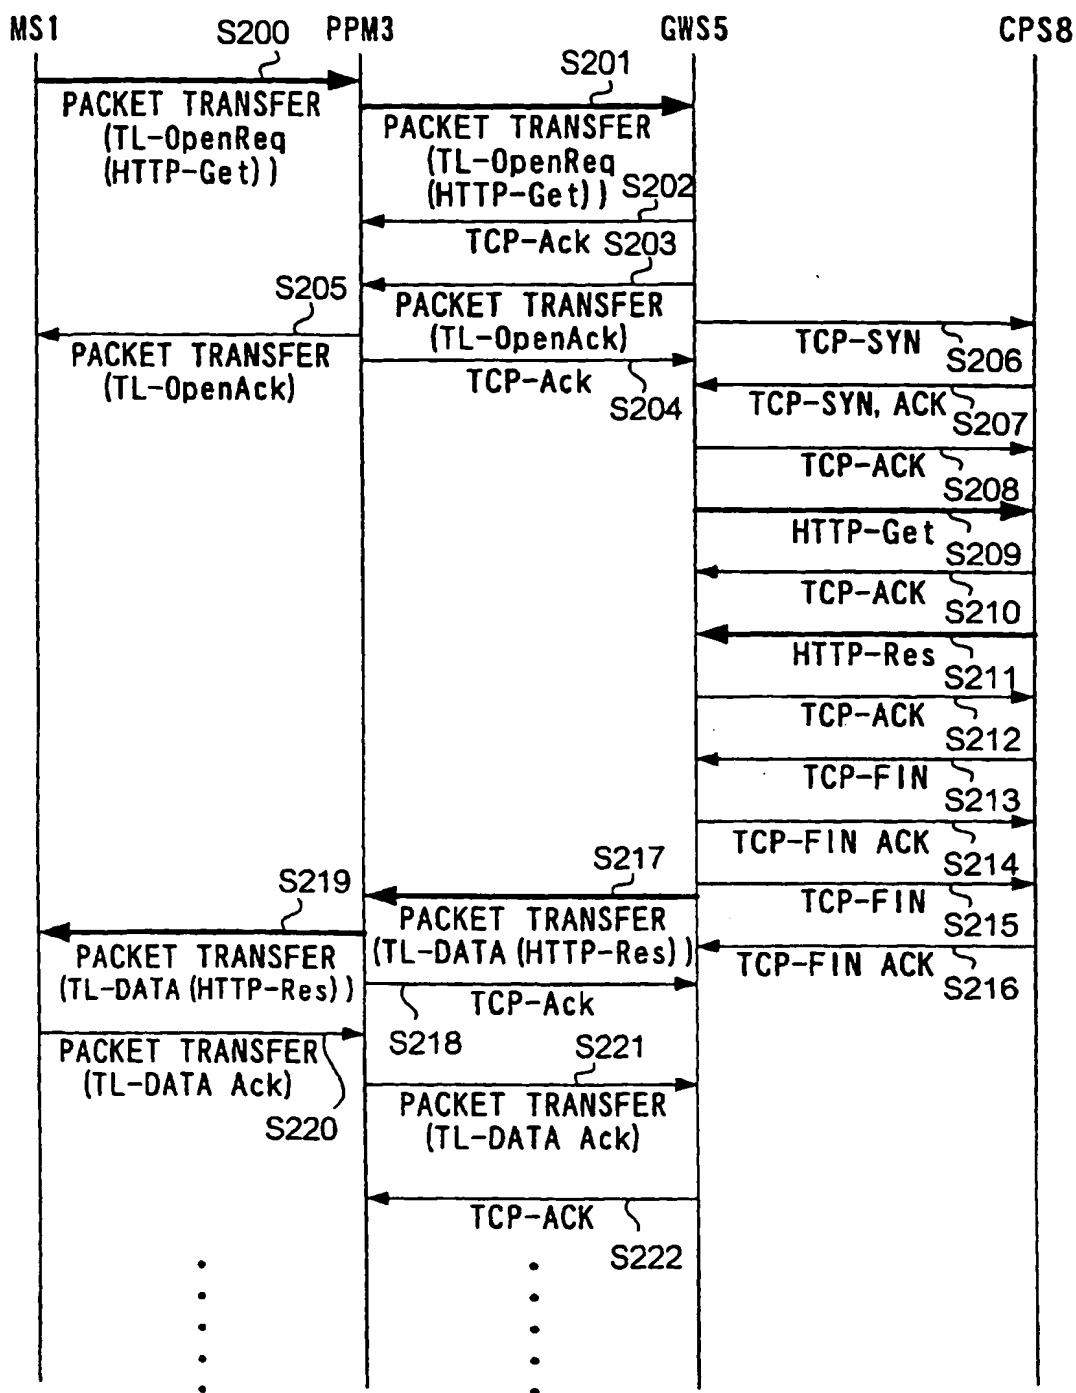 MS1
S200
PPM3
GWS5
CPS8
PACKET TRANSFER
(TL-OpenReq
(HTTP-Get))
S201
PACKET TRANSFER
(TL-OpenReq
(HTTP-Get))
S202
TCP-Ack
S203
S205
PACKET TRANSFER
(TL-OpenAck)
PACKET TRANSFER
(TL-OpenAck)
TCP-Ack
S204
TCP-SYN
S206
TCP-SYN, ACK
S207
TCP-ACK
S208
HTTP-Get
S209
TCP-ACK
S210
HTTP-Res
S211
TCP-ACK
S212
TCP-FIN
S213
TCP-FIN ACK
S214
TCP-FIN
S215
TCP-FIN ACK
S216
S217
PACKET TRANSFER
(TL-DATA (HTTP-Res))
S219
PACKET TRANSFER
(TL-DATA (HTTP-Res))
TCP-Ack
S218
PACKET TRANSFER
(TL-DATA Ack)
S220
S221
PACKET TRANSFER
(TL-DATA Ack)
TCP-ACK
S222